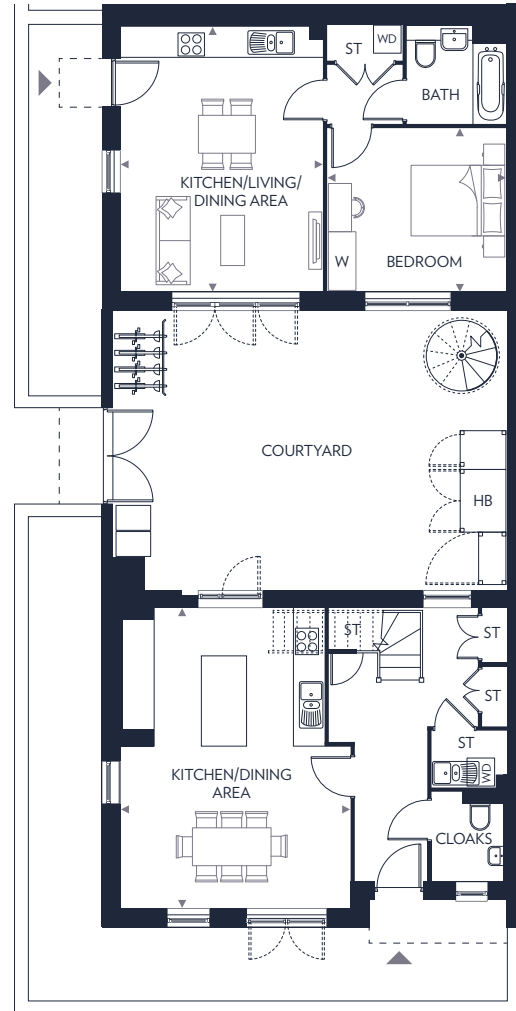 ST
WD
BATH
KITCHEN/LIVING/
DINING AREA
W
BEDROOM
COURTYARD
HB
ST
ST
ST
ST
WD
KITCHEN/DINING
AREA
CLOAKS